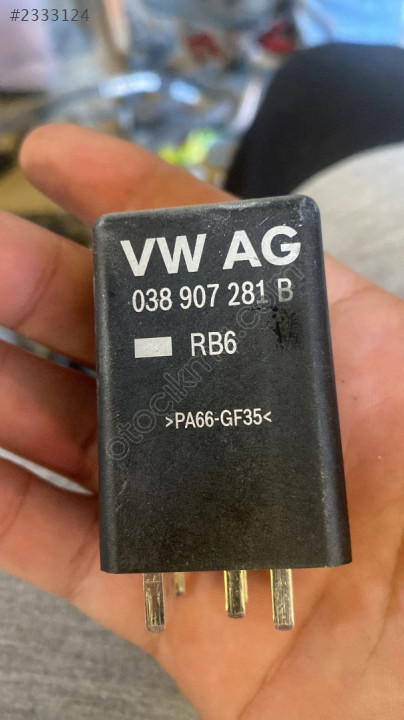 #2333124
VW AG
038 907 281 B
RB6
>PA66-GF35<